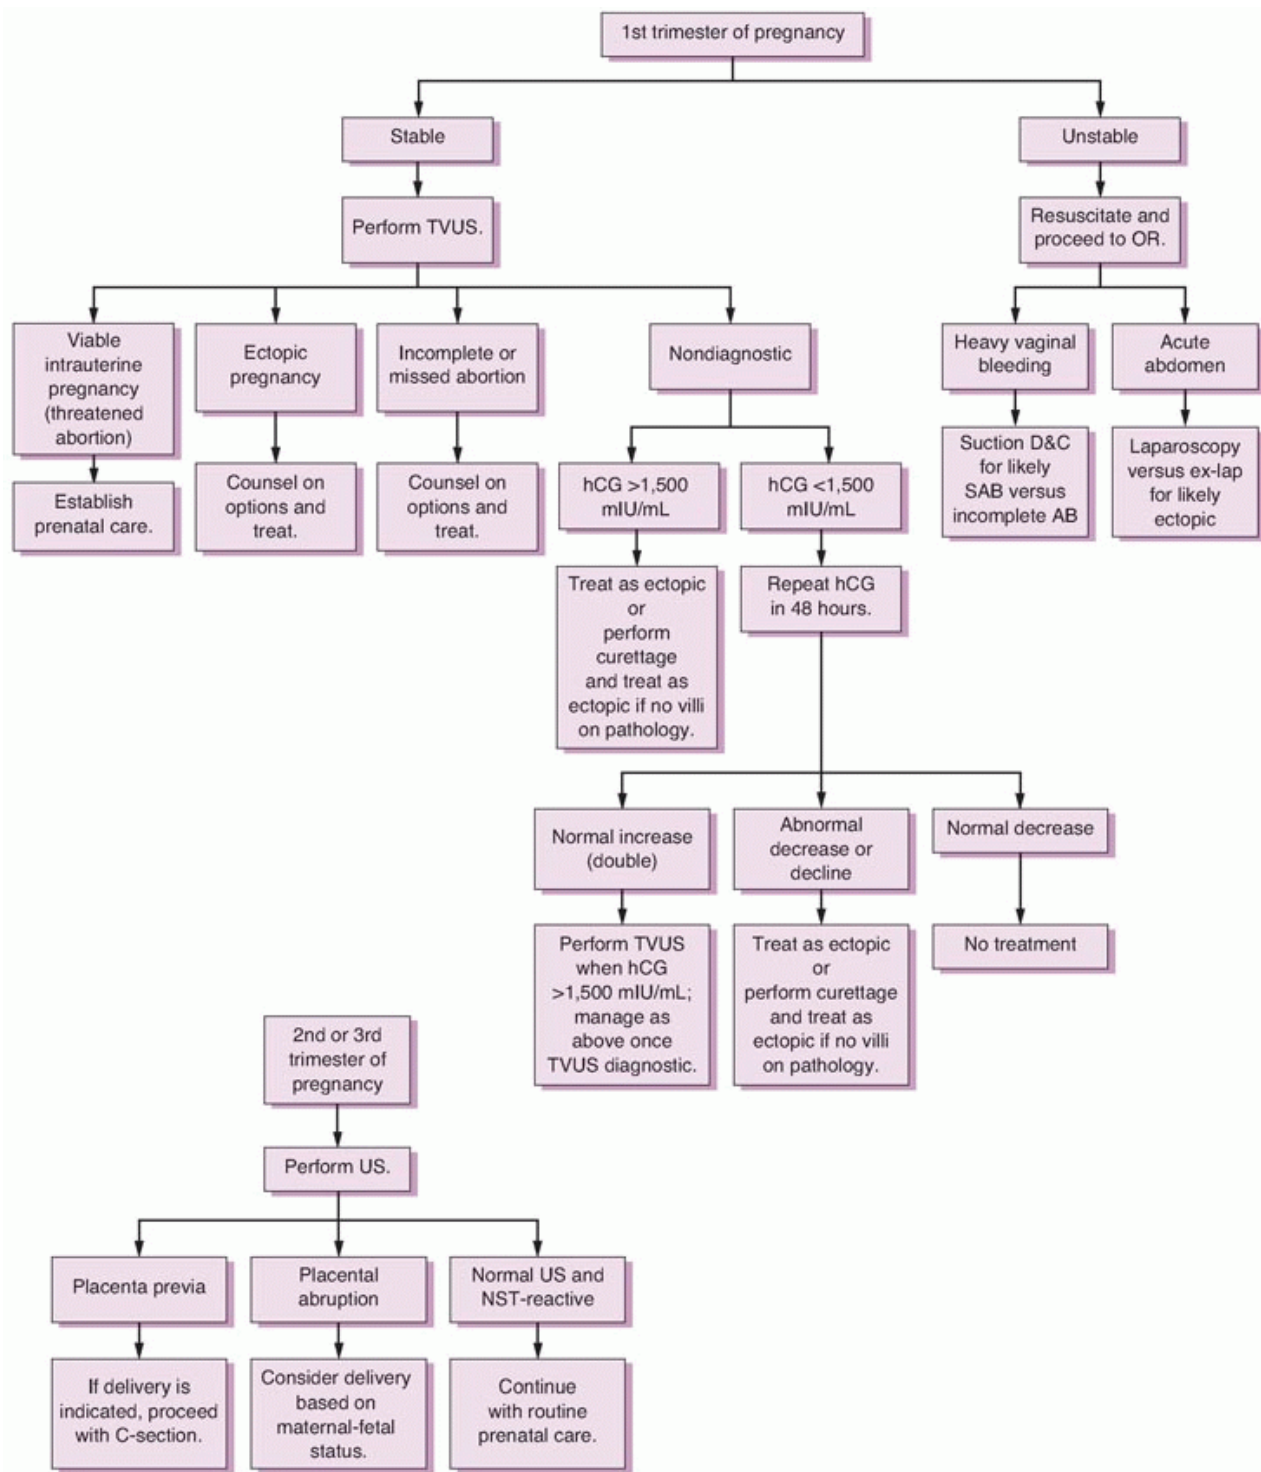 1st trimester of pregnancy
Stable
Unstable
Perform TVUS.
Resuscitate and
proceed to OR.
Viable
intrauterine
pregnancy
(threatened
abortion)
Ectopic
pregnancy
Incomplete or
missed abortion
Nondiagnostic
Heavy vaginal
bleeding
Acute
abdomen
Establish
prenatal care.
Counsel on
options and
treat.
Counsel on
options and
treat.
hCG >1,500
mIU/mL
hCG <1,500
mIU/mL
Suction D&C
for likely
SAB versus
incomplete AB
Laparoscopy
versus ex-lap
for likely
ectopic
Treat as ectopic
or
perform
curettage
and treat as
ectopic if no villi
on pathology.
Repeat hCG
in 48 hours.
Normal increase
(double)
Abnormal
decrease or
decline
Normal decrease
Perform TVUS
when hCG
>1,500 mIU/mL;
manage as
above once
TVUS diagnostic.
Treat as ectopic
or
perform curettage
and treat as
ectopic if no villi
on pathology.
No treatment
2nd or 3rd
trimester of
pregnancy
Perform US.
Placenta previa
Placental
abruption
Normal US and
NST-reactive
If delivery is
indicated, proceed
with C-section.
Consider delivery
based on
maternal-fetal
status.
Continue
with routine
prenatal care.